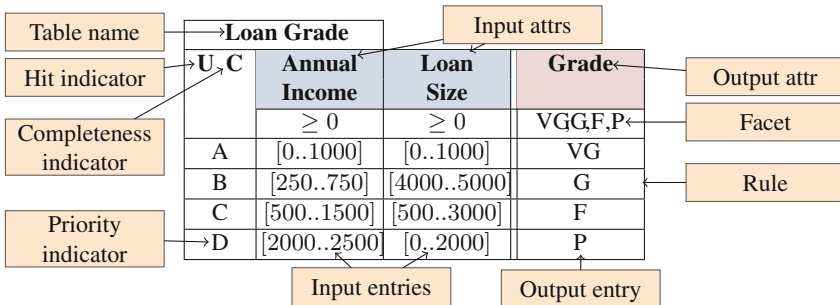 Table name
Loan Grade
Input attrs
Hit indicator
U, C
Annual Income
Loan Size
Grade
Output attr
≥ 0
≥ 0
VG,G,F,P
Facet
Completeness indicator
A [0..1000] [0..1000] VG
B [250..750] [4000..5000] G
Rule
C [500..1500] [500..3000] F
Priority indicator
D [2000..2500] [0..2000] P
Input entries
Output entry